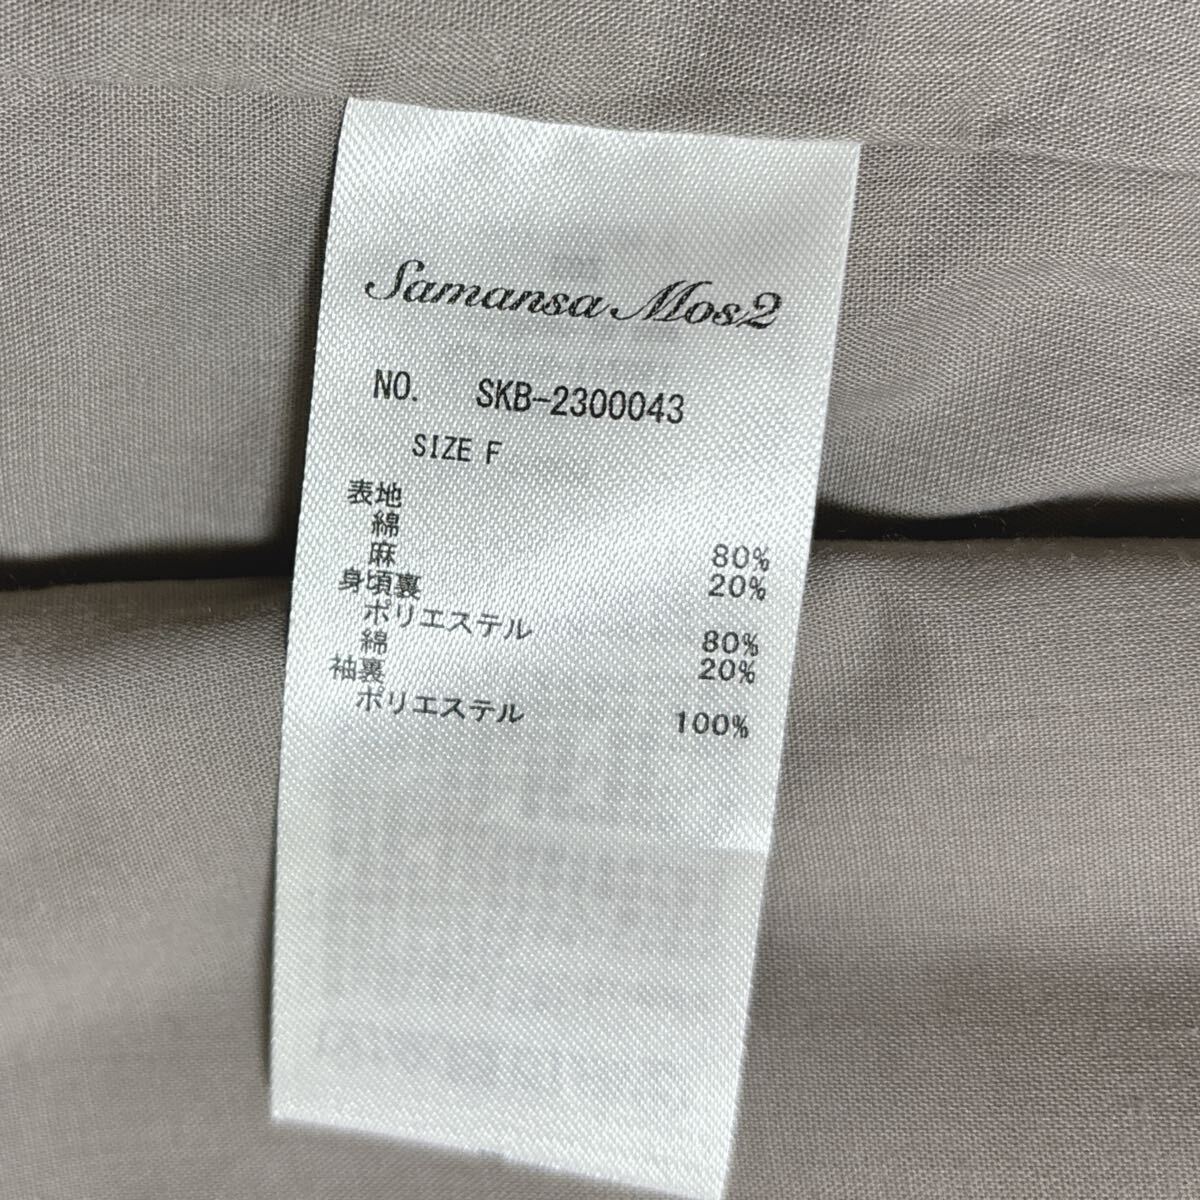 Samansa Mos2
NO. SKB-2300043
SIZE F
表地
綿 80%
麻 20%
身頃裏
ポリエステル 80%
綿 20%
袖裏
ポリエステル 100%